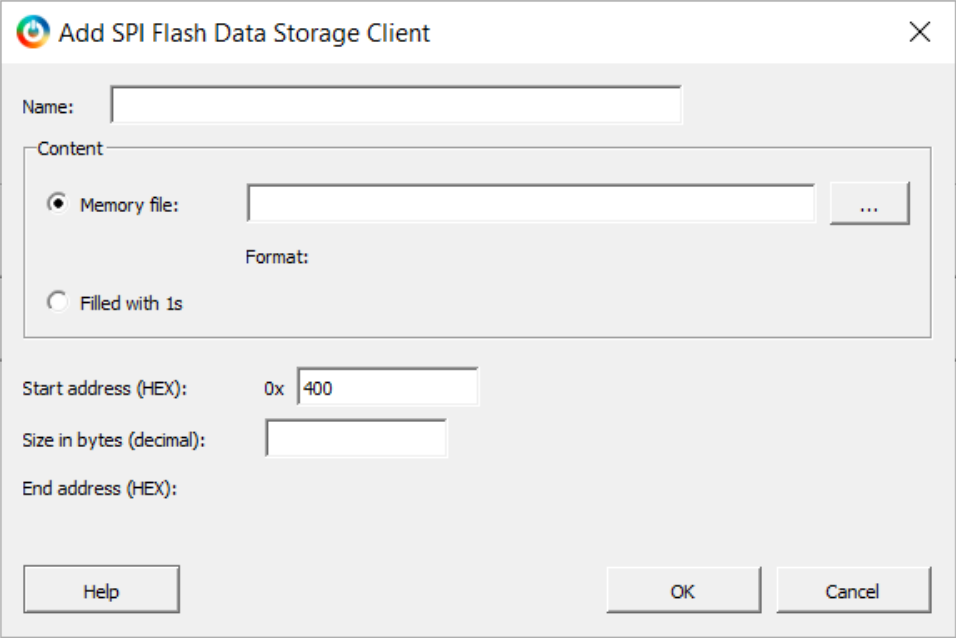 Add SPI Flash Data Storage Client
Name:
Content
Memory file:
...
Format:
Filled with 1s
Start address (HEX): 0x 400
Size in bytes (decimal):
End address (HEX):
Help OK Cancel